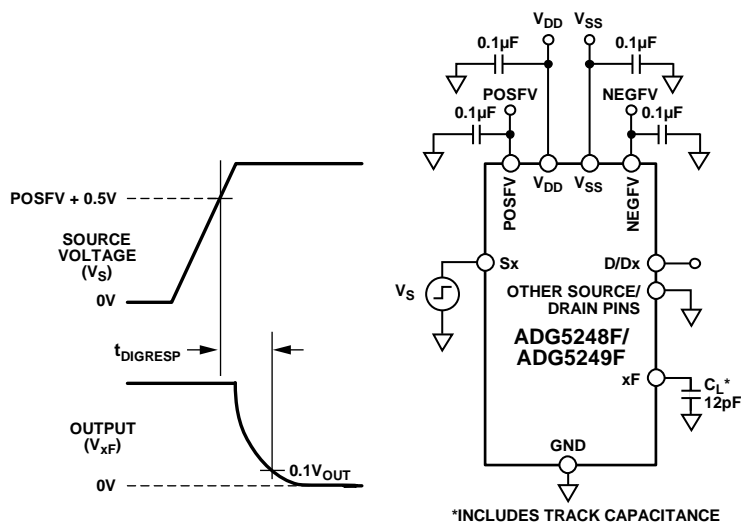 POSFV + 0.5V
SOURCE
VOLTAGE
(VS)
0V
tDIGRESP
OUTPUT
(VxF)
0V
0.1VOUT
VDD
VSS
0.1µF
0.1µF
POSFV
NEGFV
0.1µF
0.1µF
POSFV
VDD
VSS
NEGFV
Sx
D/Dx
VS
OTHER SOURCE/
DRAIN PINS
ADG5248F/
ADG5249F
xF
CL*
12pF
GND
*INCLUDES TRACK CAPACITANCE